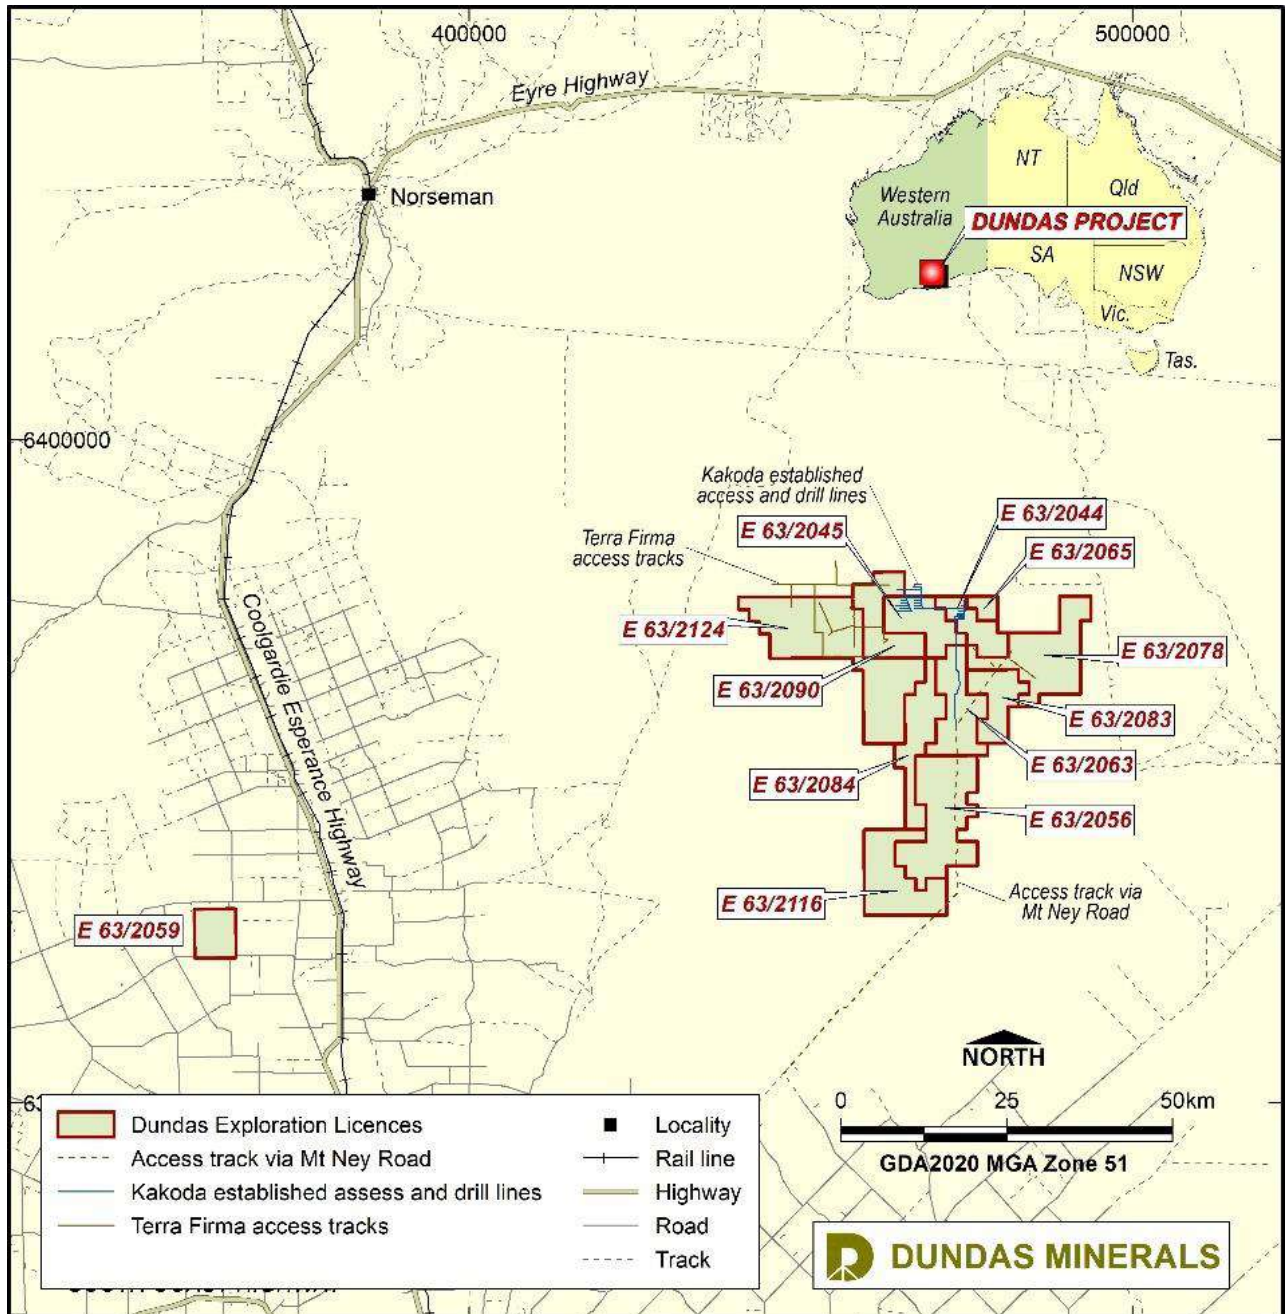 400000
500000
Eyre Highway
Norseman
NT
Western
Australia
Qld
DUNDAS PROJECT
SA
NSW
Vic.
Tas.
6400000
Kakoda established
access and drill lines
E 63/2044
E 63/2045
E 63/2065
Terra Firma
access tracks
E 63/2124
E 63/2078
E 63/2090
E 63/2083
E 63/2063
E 63/2084
E 63/2056
Coolgardie Esperance Highway
E 63/2116
Access track via
Mt Ney Road
E 63/2059
NORTH
0 25 50km
GDA2020 MGA Zone 51
Dundas Exploration Licences
Access track via Mt Ney Road
Kakoda established assess and drill lines
Terra Firma access tracks
Locality
Rail line
Highway
Road
Track
DUNDAS MINERALS